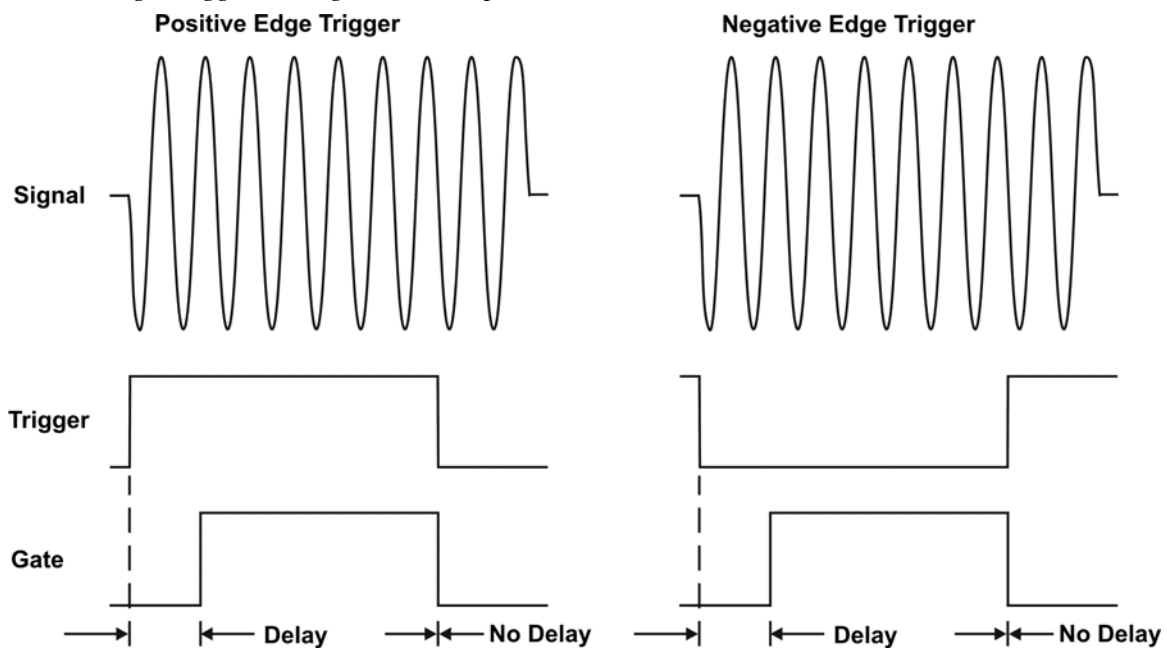 Positive Edge Trigger
Negative Edge Trigger
Signal
Trigger
Gate
Delay
No Delay
Delay
No Delay